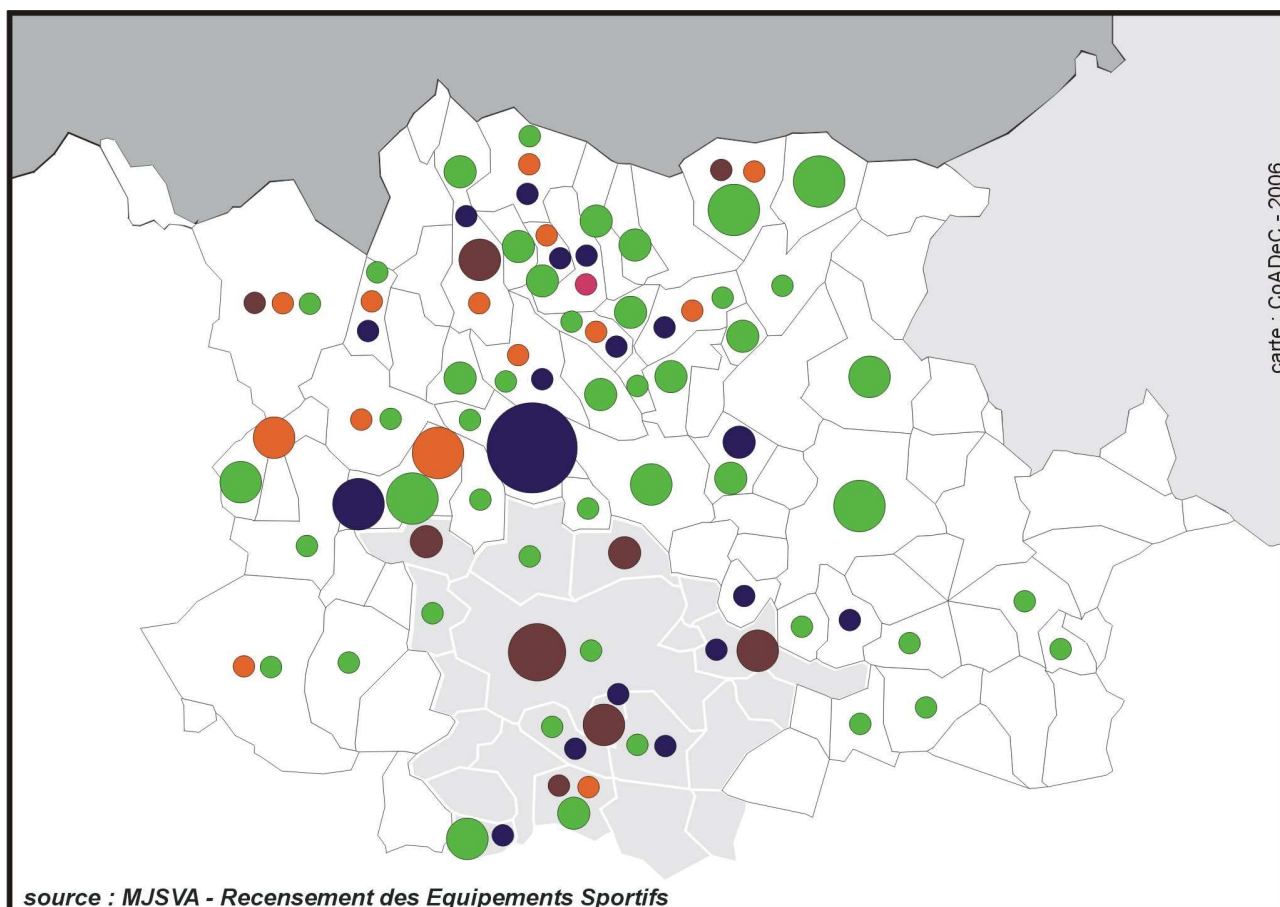 carte : CoADeC - 2006
source : MJSVA - Recensement des Equipements Sportifs